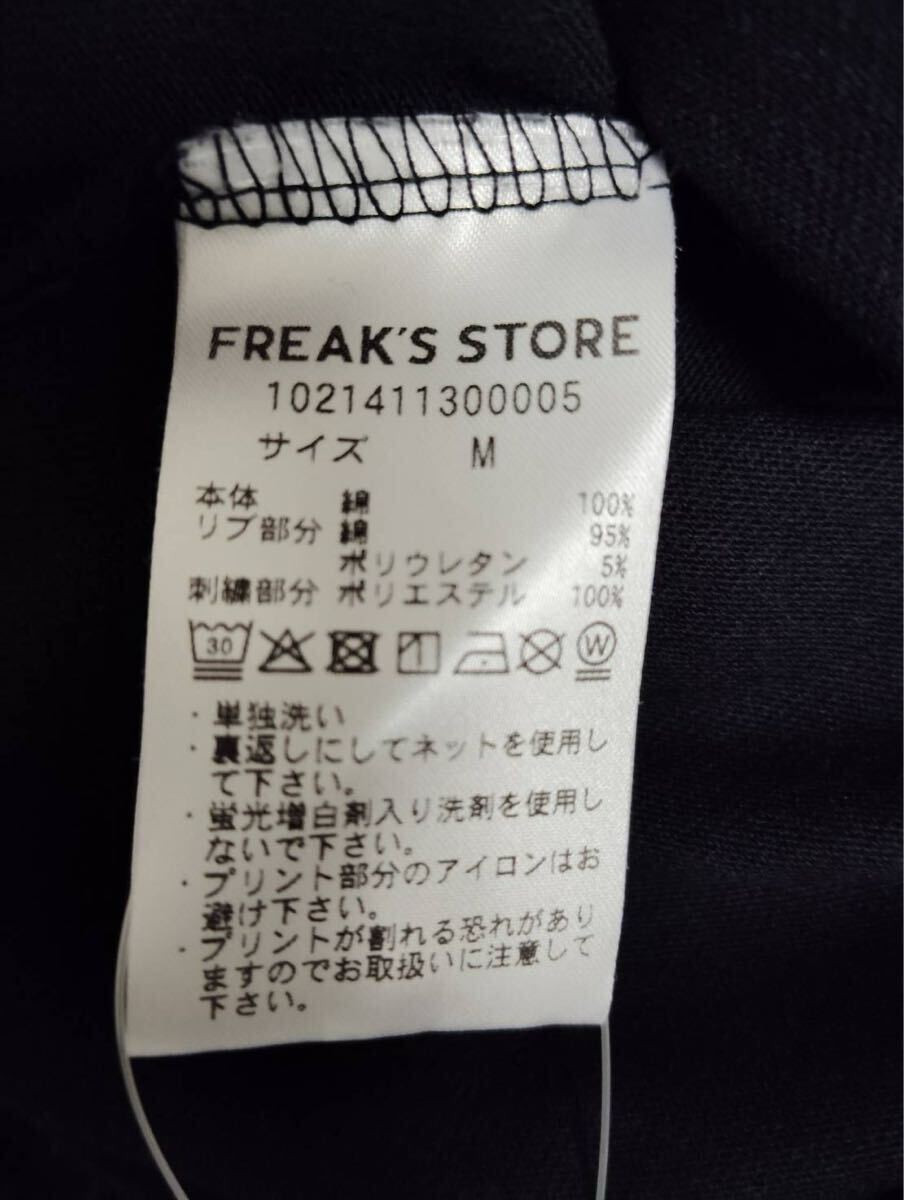 FREAK'S STORE
1021411300005
サイズ M
本体 綿 100%
リブ部分 綿 95%
ポリウレタン 5%
刺繍部分 ポリエステル 100%
30 W
・単独洗い
・裏返しにしてネットを使用し
て下さい。
・蛍光増白剤入り洗剤を使用し
ないで下さい。
・プリント部分のアイロンはお
避け下さい。
・プリントが割れる恐れがあり
ますのでお取扱いに注意して
下さい。